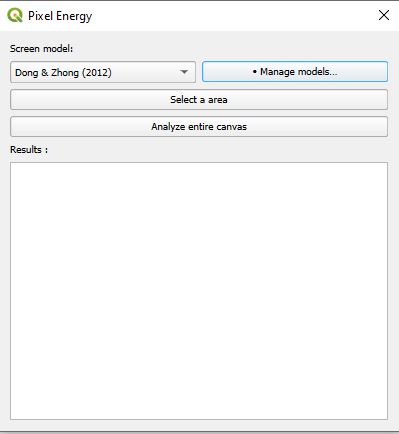 Pixel Energy
Screen model:
Dong & Zhong (2012)
• Manage models...
Select a area
Analyze entire canvas
Results :